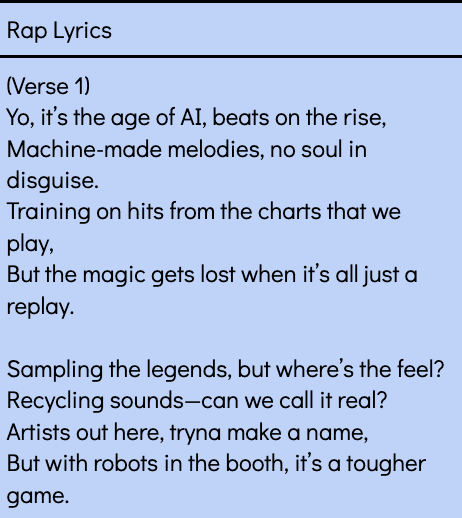 Rap Lyrics
(Verse 1)
Yo, it's the age of AI, beats on the rise,
Machine-made melodies, no soul in
disguise.
Training on hits from the charts that we
play,
But the magic gets lost when it's all just a
replay.
Sampling the legends, but where's the feel?
Recycling sounds—can we call it real?
Artists out here, tryna make a name,
But with robots in the booth, it's a tougher
game.